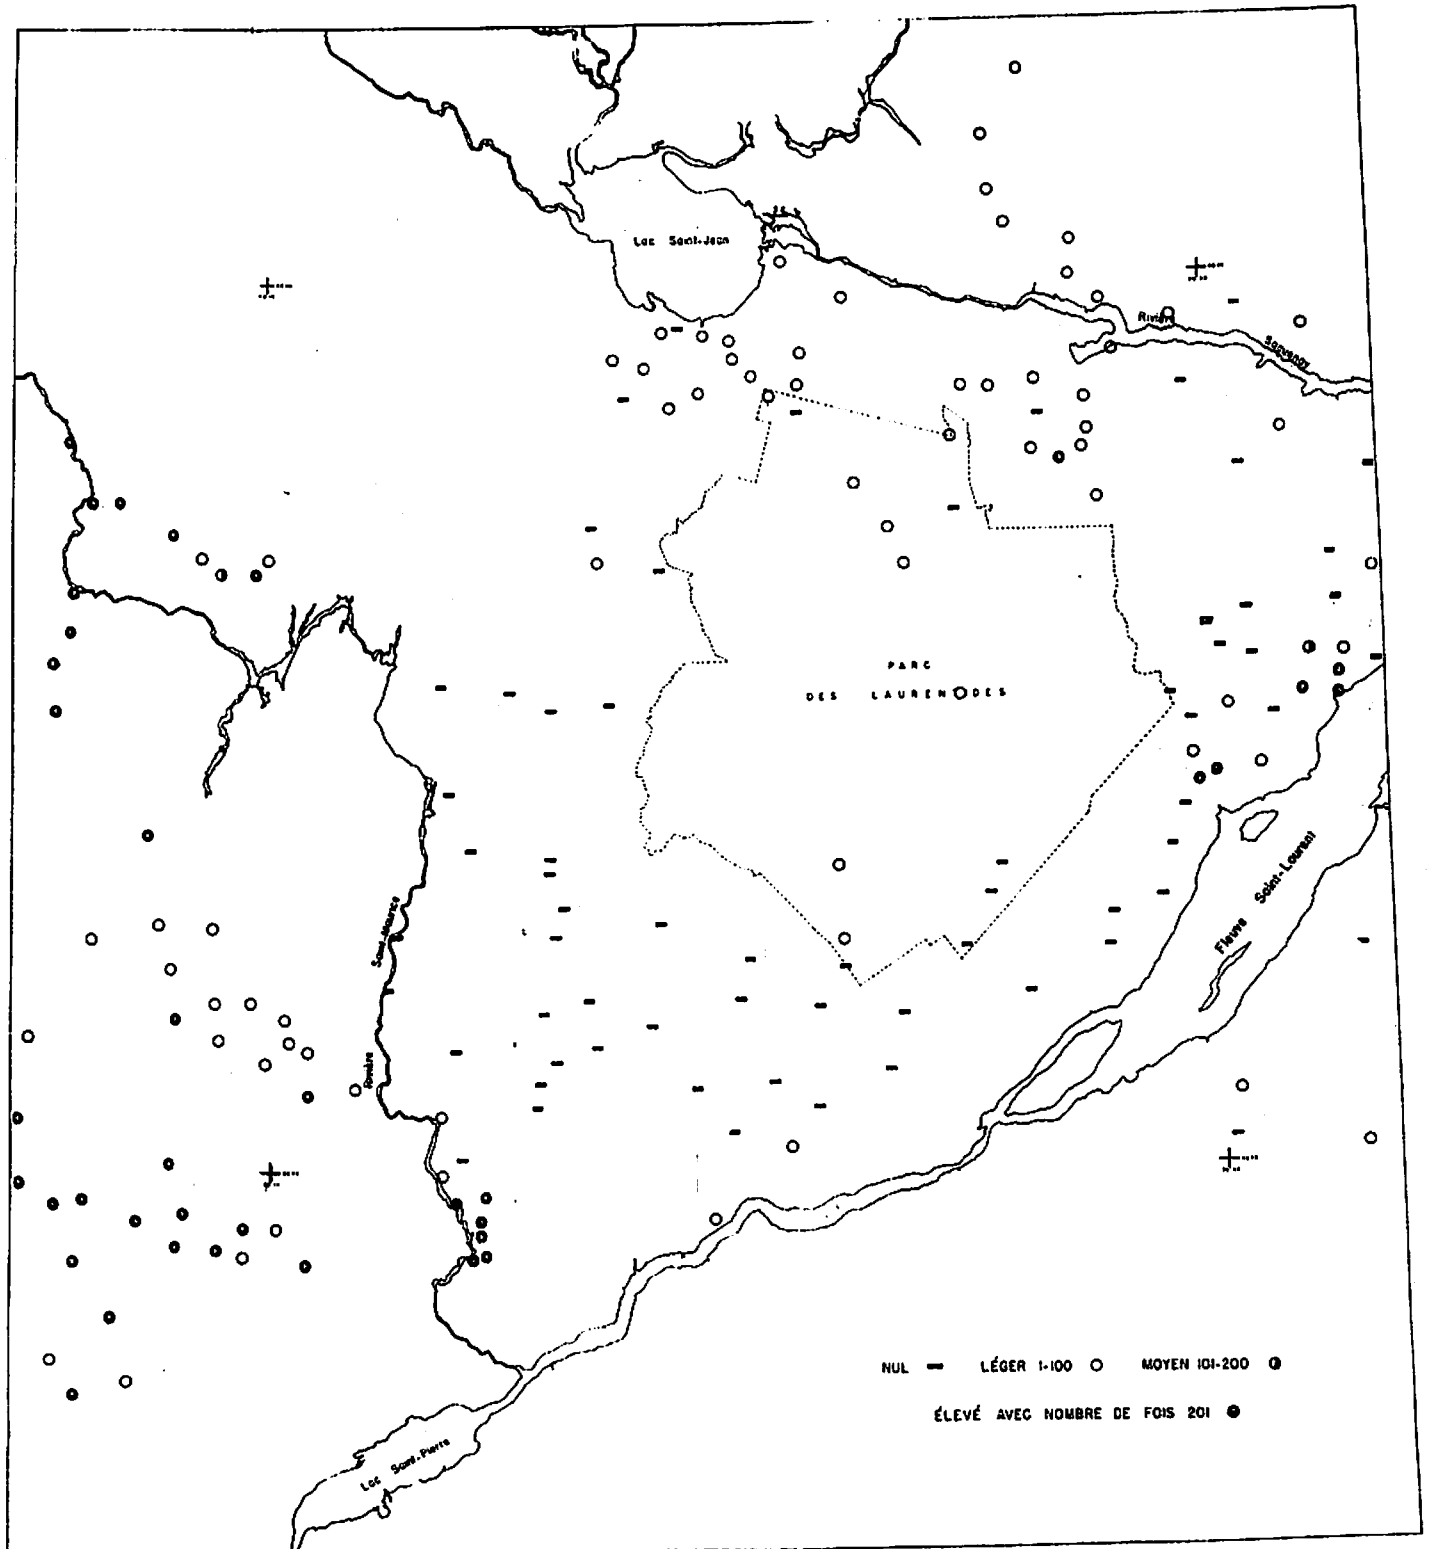 Lac Saint-Jean
Rivière
Saguenay
PARC
DES LAURENTIDES
Saint-Maurice
Rivière
Fleuve Saint-Laurent
NUL LÉGER 1-100 MOYEN 101-200
ÉLEVÉ AVEC NOMBRE DE FOIS 201
Lac Saint-Pierre